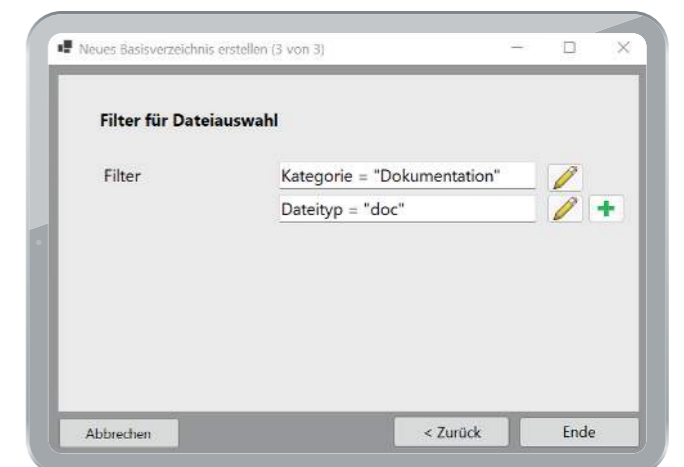 Neues Basisverzeichnis erstellen (3 von 3)
Filter für Dateiauswahl
Filter Kategorie = "Dokumentation"
Dateityp = "doc"
Abbrechen < Zurück Ende